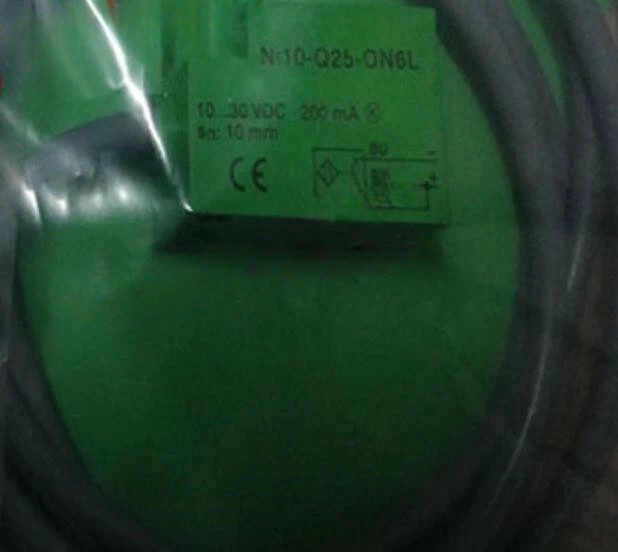 Ni10-Q25-ON6L
10...30 VDC 200 mA K
sn: 10 mm
CE
BU
-
+